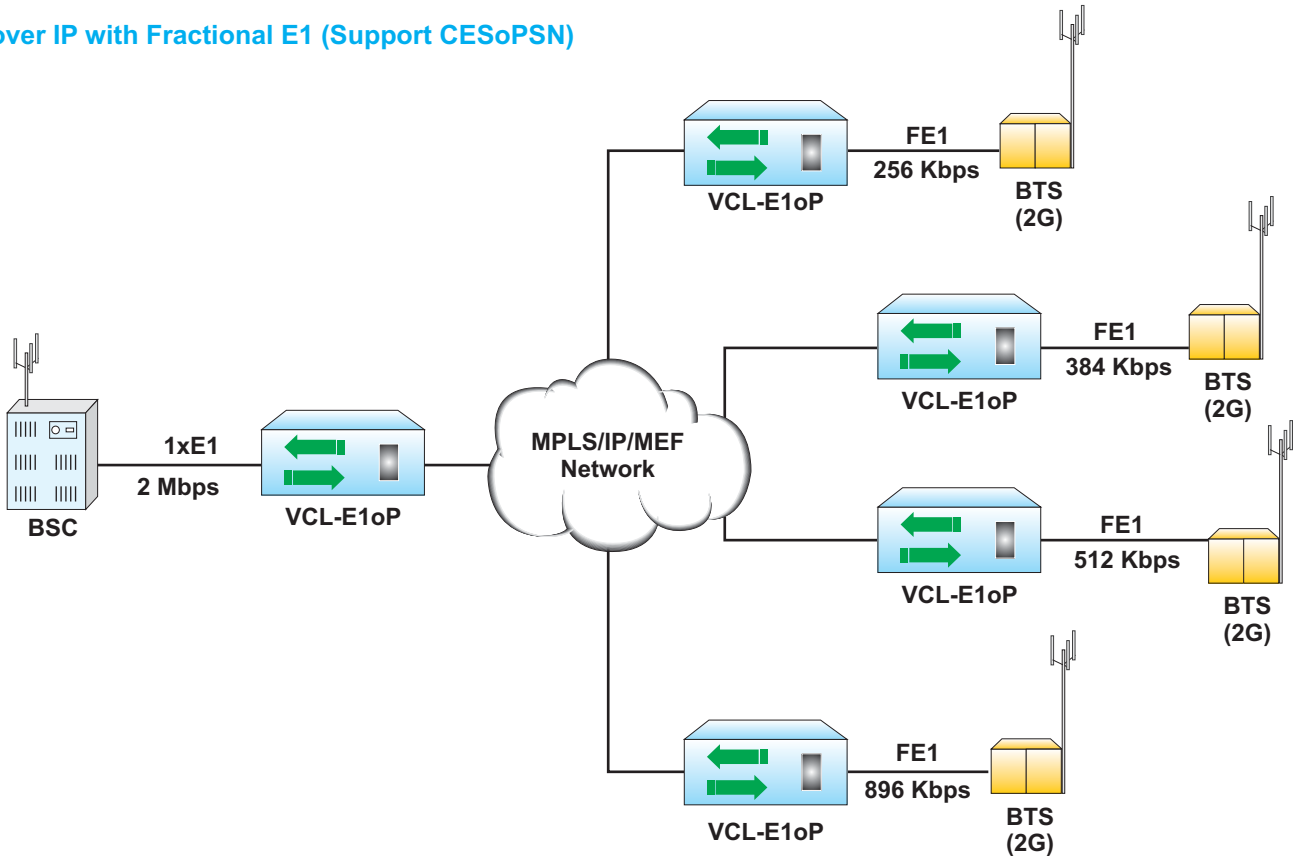 over IP with Fractional E1 (Support CESoPSN)
FE1
256 Kbps
VCL-E1oP
BTS
(2G)
FE1
384 Kbps
VCL-E1oP
BTS
(2G)
1xE1
2 Mbps
BSC
VCL-E1oP
MPLS/IP/MEF
Network
FE1
512 Kbps
VCL-E1oP
BTS
(2G)
FE1
896 Kbps
VCL-E1oP
BTS
(2G)